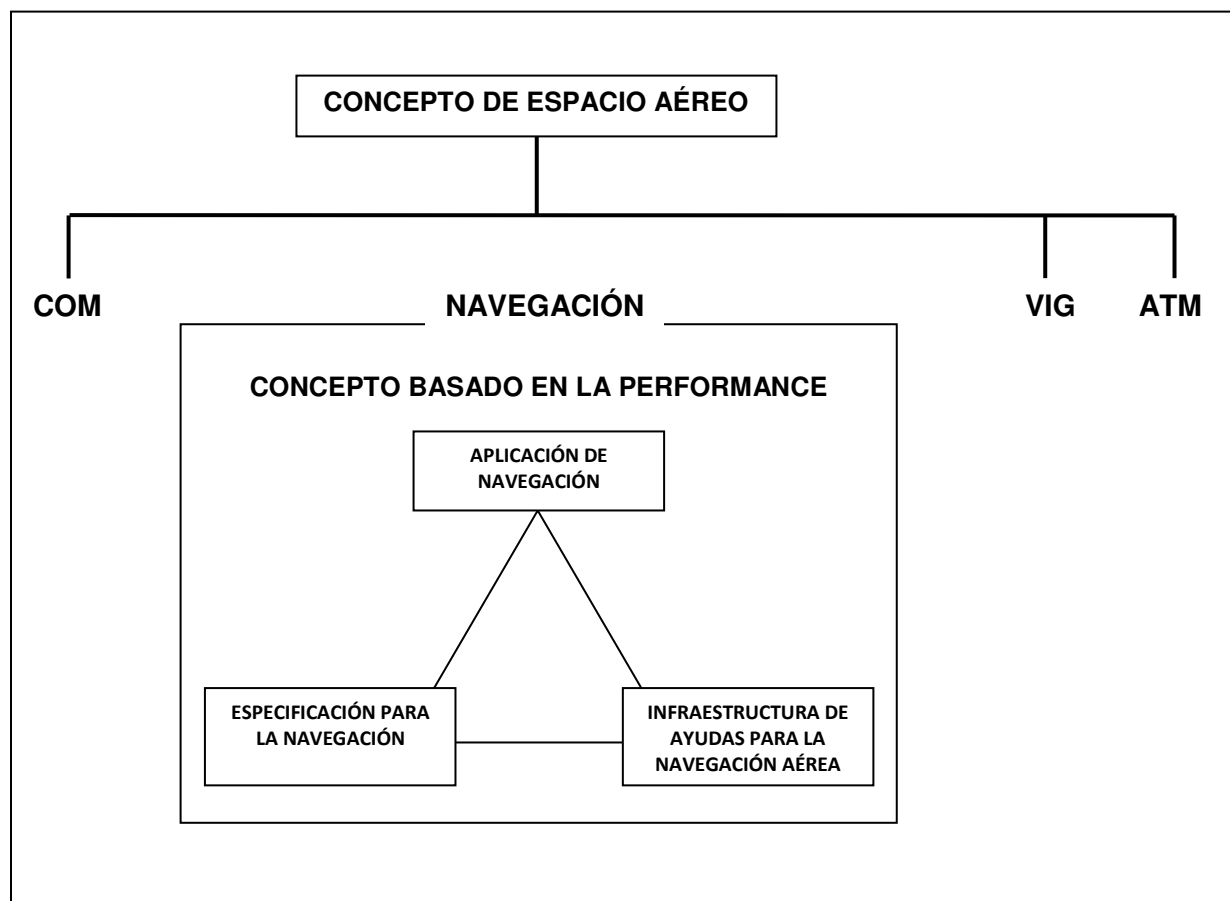 CONCEPTO DE ESPACIO AÉREO
COM
NAVEGACIÓN
VIG
ATM
CONCEPTO BASADO EN LA PERFORMANCE
APLICACIÓN DE
NAVEGACIÓN
ESPECIFICACIÓN PARA
LA NAVEGACIÓN
INFRAESTRUCTURA DE
AYUDAS PARA LA
NAVEGACIÓN AÉREA